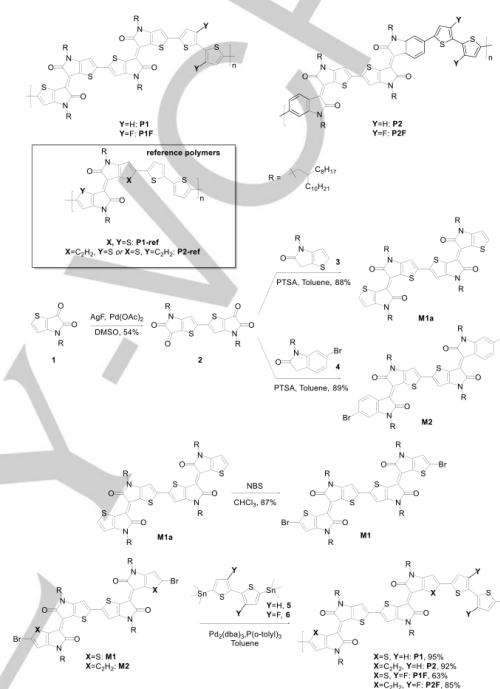 Y=H: P1
Y=F: P1F
Y=H: P2
Y=F: P2F
reference polymers
X, Y=S: P1-ref
X=C₂H₂, Y=S or X=S, Y=C₂H₂: P2-ref
R =
C₈H₁₇
C₁₀H₂₁
1
AgF, Pd(OAc)₂
DMSO, 54%
2
3
PTSA, Toluene, 88%
M1a
4
PTSA, Toluene, 89%
M2
M1a
NBS
CHCl₃, 87%
M1
X=S: M1
X=C₂H₂: M2
Y=H, 5
Y=F, 6
Pd₂(dba)₃,P(o-tolyl)₃
Toluene
X=S, Y=H: P1, 95%
X=C₂H₂, Y=H: P2, 92%
X=S, Y=F: P1F, 63%
X=C₂H₂, Y=F: P2F, 85%